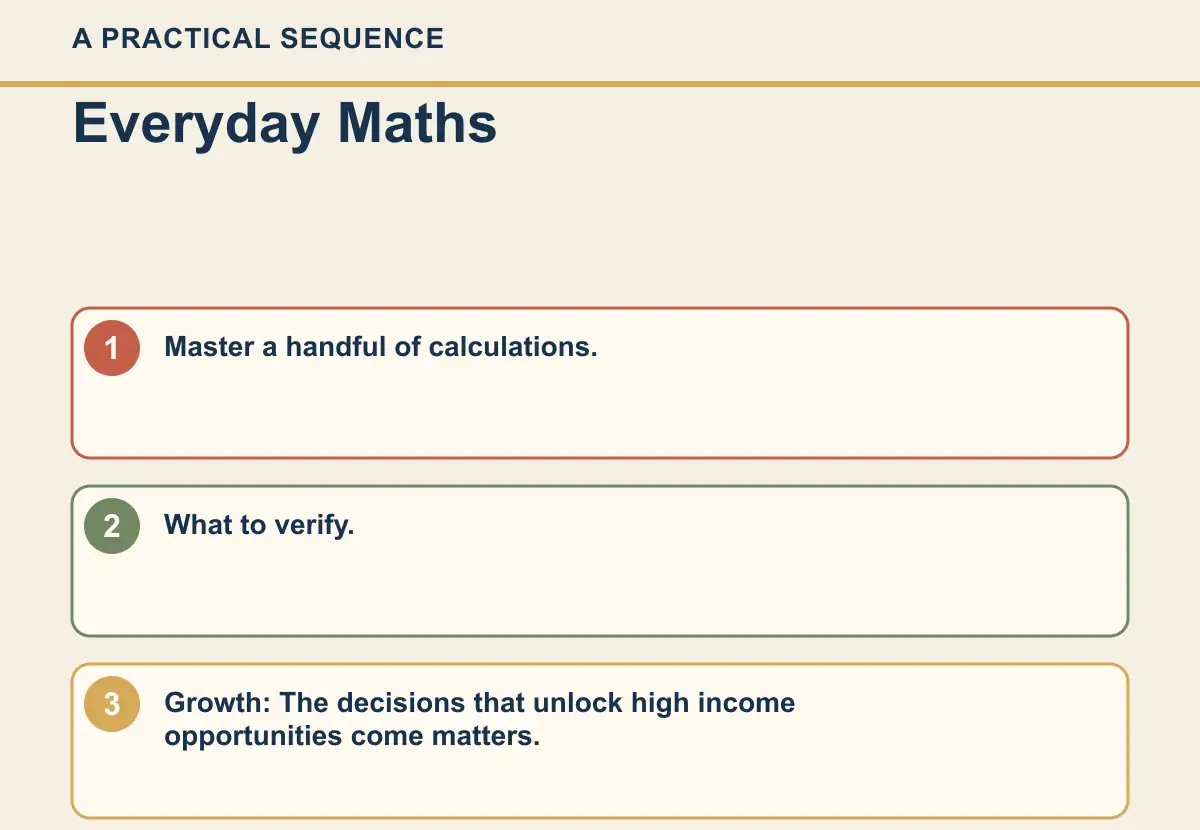 A PRACTICAL SEQUENCE
Everyday Maths
1
Master a handful of calculations.
2
What to verify.
3
Growth: The decisions that unlock high income
opportunities come matters.